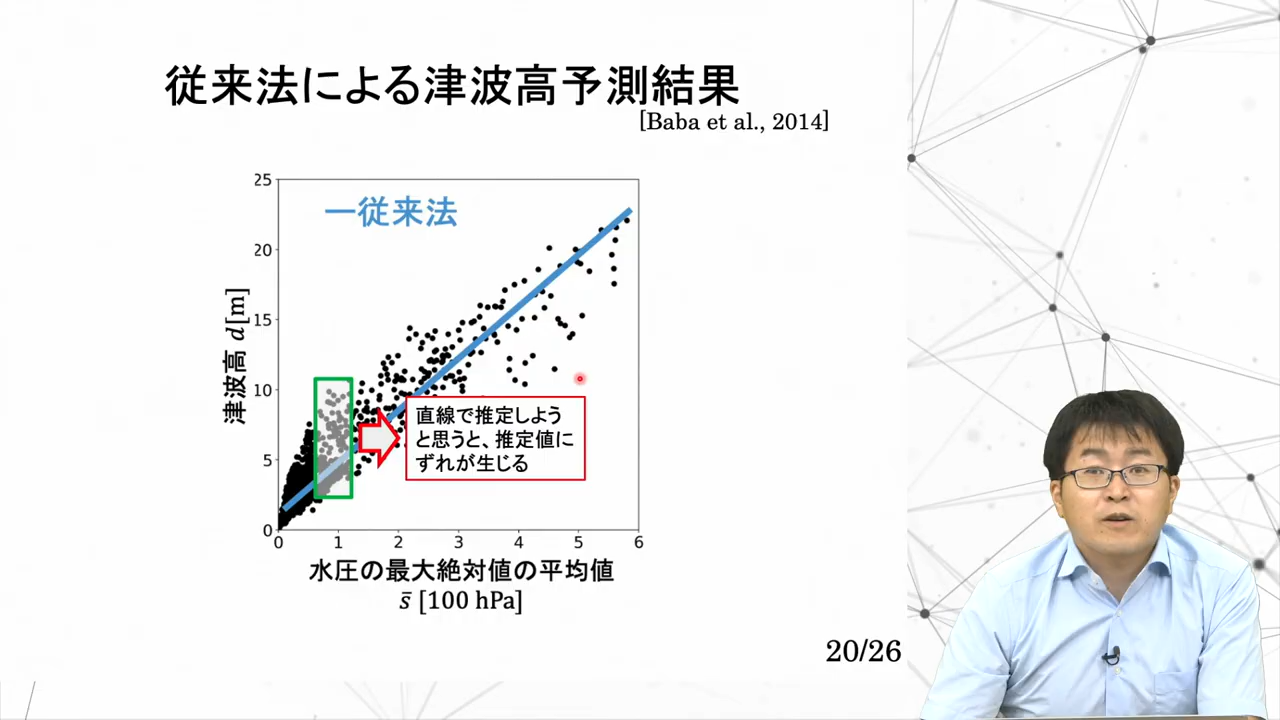 従来法による津波高予測結果
[Baba et al., 2014]
ー従来法
25
20
15
10
5
0
津波高 d[m]
直線で推定しよう
と思うと、推定値に
ずれが生じる
0 1 2 3 4 5 6
水圧の最大絶対値の平均値
s̄ [100 hPa]
20/26